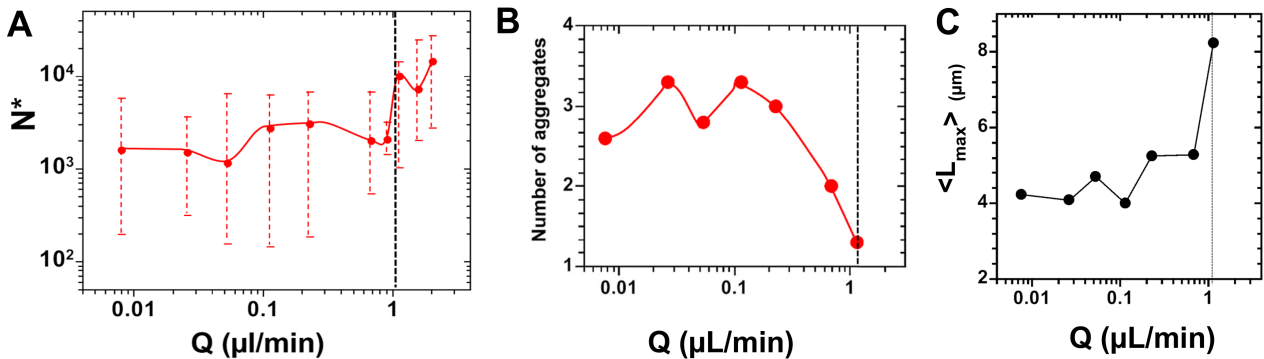 A
N*
10⁴
10³
10²
0.01
0.1
1
Q (µl/min)
B
Number of aggregates
4
3
2
1
0.01
0.1
1
Q (µL/min)
C
<Lmax> (µm)
8
6
4
2
0.01
0.1
1
Q (µL/min)